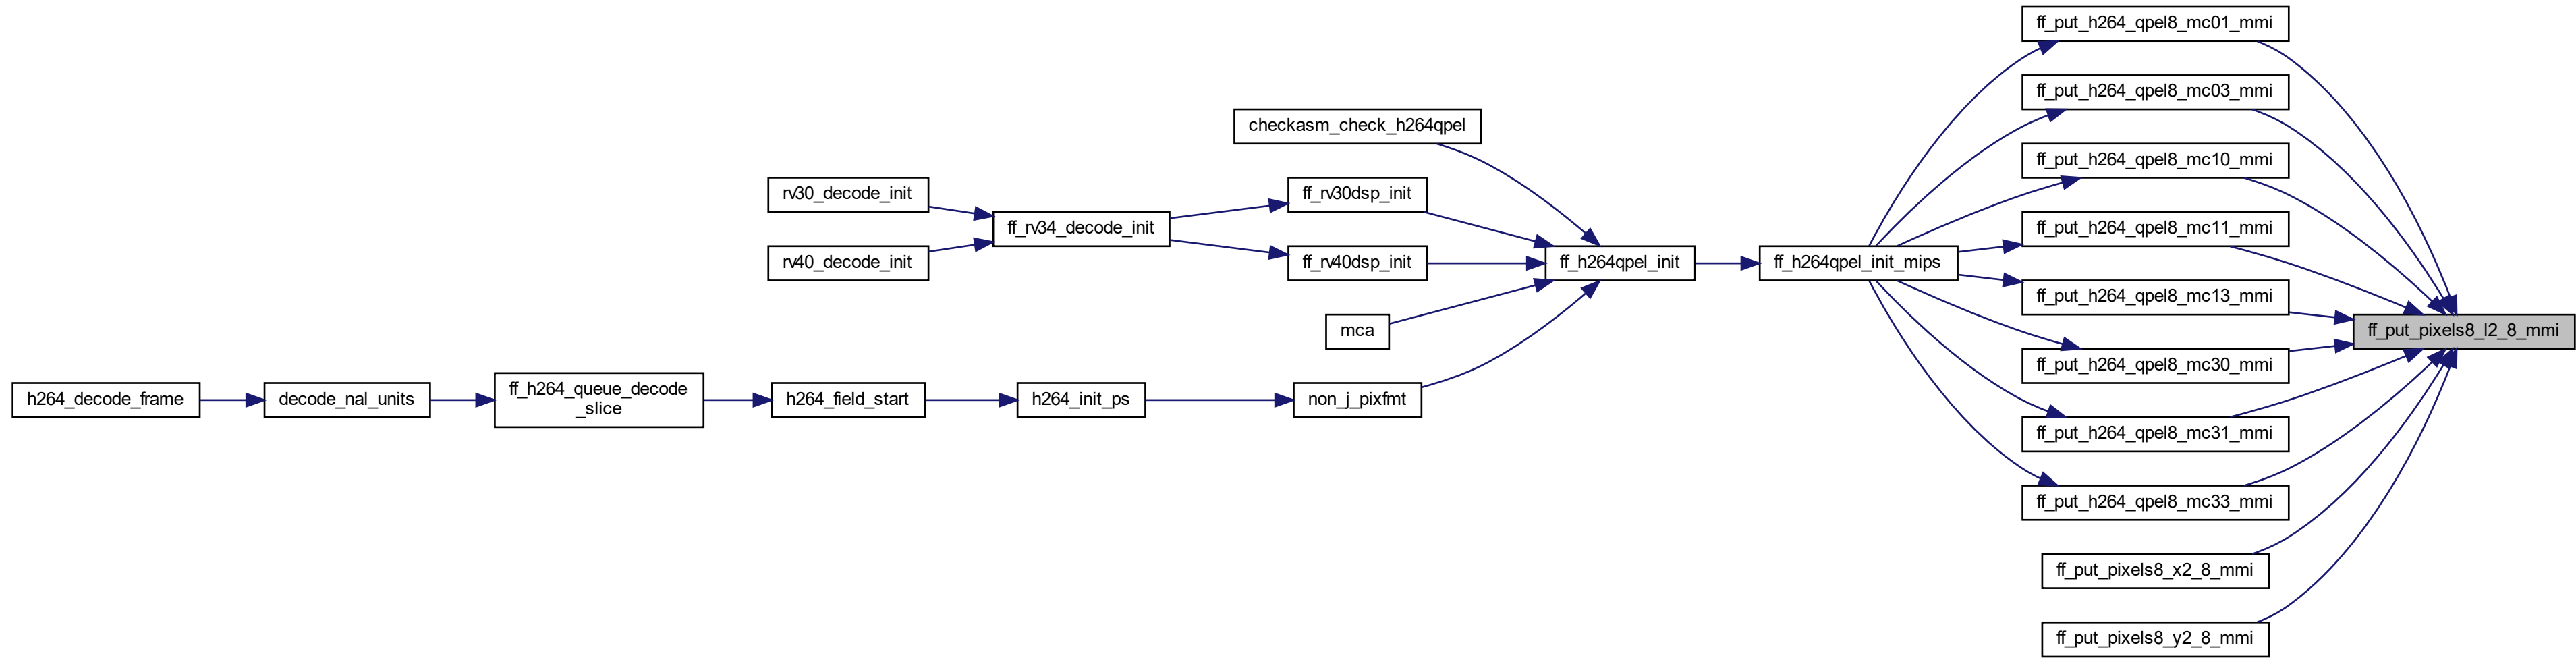 ff_put_h264_qpel8_mc01_mmi
ff_put_h264_qpel8_mc03_mmi
checkasm_check_h264qpel
ff_put_h264_qpel8_mc10_mmi
rv30_decode_init
ff_rv30dsp_init
ff_rv34_decode_init
ff_put_h264_qpel8_mc11_mmi
rv40_decode_init
ff_rv40dsp_init
ff_h264qpel_init
ff_h264qpel_init_mips
ff_put_h264_qpel8_mc13_mmi
mca
ff_put_pixels8_l2_8_mmi
ff_put_h264_qpel8_mc30_mmi
h264_decode_frame
decode_nal_units
ff_h264_queue_decode
_slice
h264_field_start
h264_init_ps
non_j_pixfmt
ff_put_h264_qpel8_mc31_mmi
ff_put_h264_qpel8_mc33_mmi
ff_put_pixels8_x2_8_mmi
ff_put_pixels8_y2_8_mmi